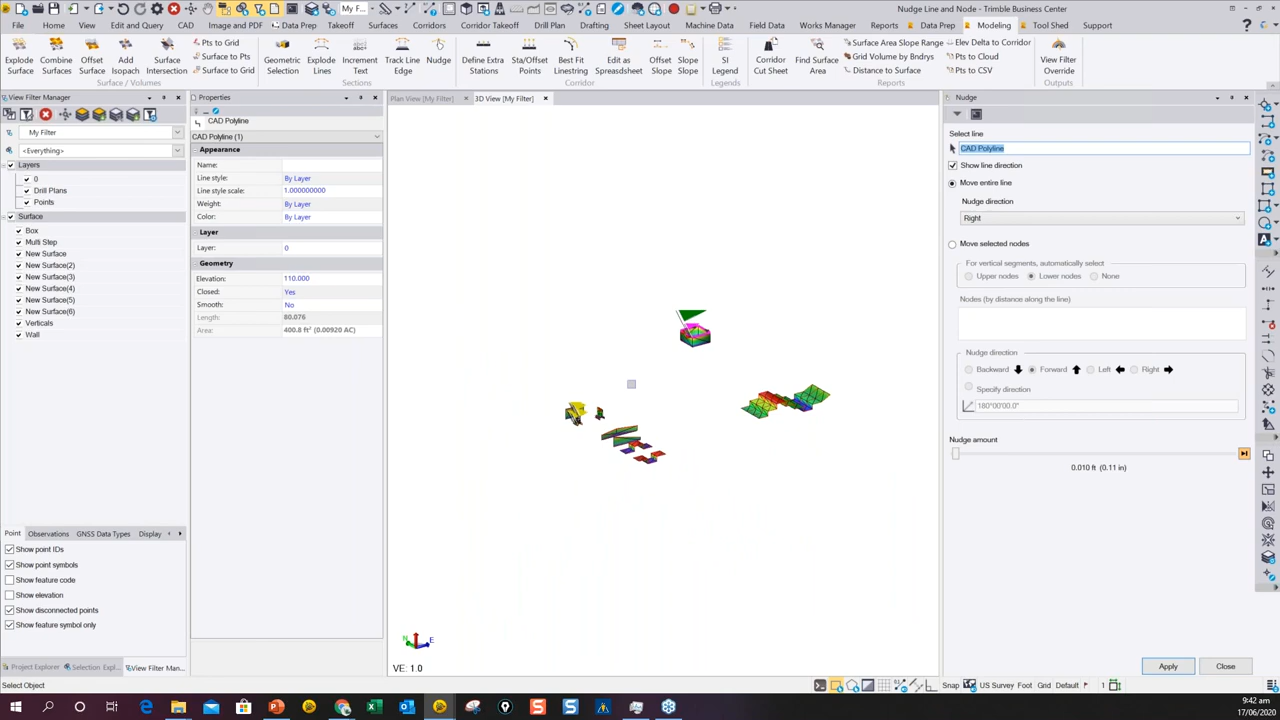 Nudge Line and Node - Trimble Business Center
File
Home
View
Edit and Query
CAD
Image and PDF
Data Prep
Takeoff
Surfaces
Corridors
Corridor Takeoff
Drill Plan
Drafting
Sheet Layout
Machine Data
Field Data
Works Manager
Reports
Data Prep
Modeling
Tool Shed
Support
Explode Surface
Combine Surfaces
Offset Surface
Add Isopach
Surface Intersection
Pts to Grid
Surface to Pts
Surface to Grid
Geometry Selection
Explode Lines
Increment Text
Track Line Edge
Nudge
Define Extra Stations
Sta/Offset Points
Best Fit Linestring
Edit as Spreadsheet
Offset Slope
Slope Slope
SI Legend
Corridor Cut Sheet
Find Surface Area
Surface Area Slope Range
Grid Volume by Bndrys
Distance to Surface
Elev Delta to Corridor
Pts to Cloud
Pts to CSV
View Filter Override
Surface / Volumes
Sections
Corridor
Legends
Reports
Outputs
View Filter Manager
My Filter
<Everything>
Layers
0
Drill Plans
Points
Surface
Box
Multi Step
New Surface
New Surface(2)
New Surface(3)
New Surface(4)
New Surface(5)
New Surface(6)
Verticals
Wall
Point
Observations
GNSS Data Types
Display
Show point IDs
Show point symbols
Show feature code
Show elevation
Show disconnected points
Show feature symbol only
Project Explorer
Selection Expl...
View Filter Man...
Properties
CAD Polyline
CAD Polyline (1)
Appearance
Name:
Line style: By Layer
Line style scale: 1.000000000
Weight: By Layer
Color: By Layer
Layer
Layer: 0
Geometry
Elevation: 110.000
Closed: Yes
Smooth: No
Length: 80.076
Area: 400.8 ft² (0.00920 AC)
Plan View [My Filter]
3D View [My Filter]
N
E
VE: 1.0
Nudge
Select line
CAD Polyline
Show line direction
Move entire line
Nudge direction
Right
Move selected nodes
For vertical segments, automatically select
Upper nodes
Lower nodes
None
Nodes (by distance along the line)
Nudge direction
Backward
Forward
Left
Right
Specify direction
180°00'00.0"
Nudge amount
0.010 ft (0.11 in)
Apply
Close
Select Object
Snap
US Survey Foot
Grid
Default
1
9:42 am
17/06/2020